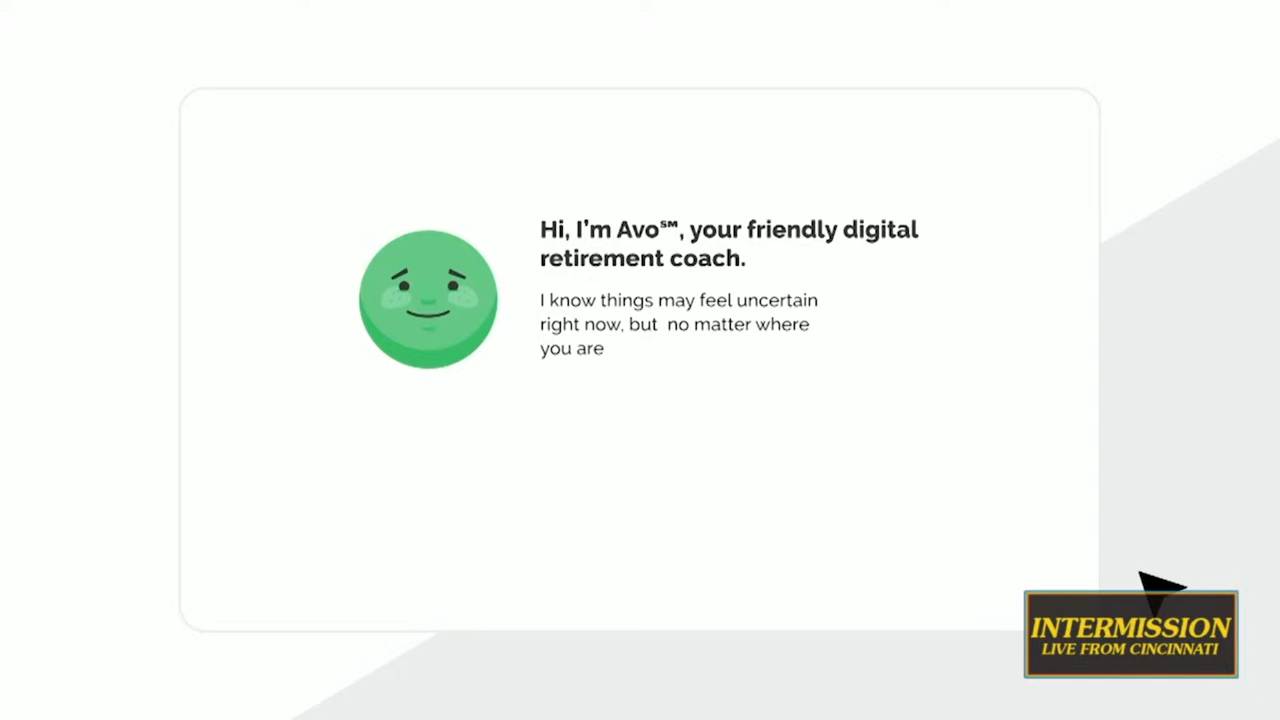 Hi, I'm Avo℠, your friendly digital
retirement coach.
I know things may feel uncertain
right now, but  no matter where
you are
INTERMISSION
LIVE FROM CINCINNATI